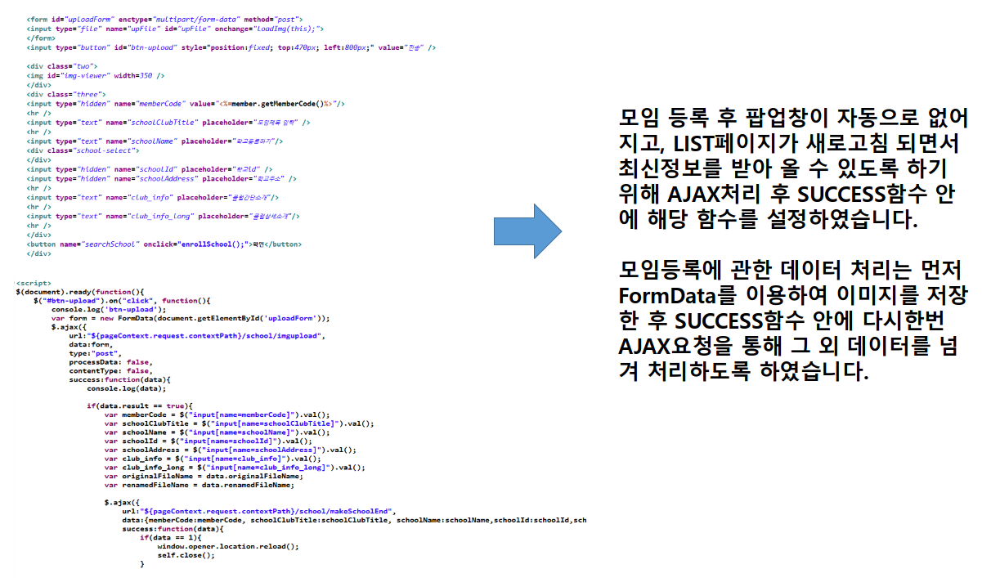 <form id="uploadForm" enctype="multipart/form-data" method="post">
<input type="file" name="upFile" id="upFile" onchange="loadImg(this);">
</form>
<input type="button" id="btn-upload" style="position:fixed; top:470px; left:800px;" value="전송" />
<div class="two">
<img id="img-viewer" width=350 />
</div>
<div class="three">
<input type="hidden" name="memberCode" value="<%=member.getMemberCode()%>"/>
<hr />
<input type="text" name="schoolClubTitle" placeholder="모임제목 입력" />
<hr />
<input type="text" name="schoolName" placeholder="학교등록하기"/>
<div class="school-select">
</div>
<input type="hidden" name="schoolId" placeholder="학교id" />
<input type="hidden" name="schoolAddress" placeholder="학교주소" />
<hr />
<input type="text" name="club_info" placeholder="클럽간단소개"/>
<hr />
<input type="text" name="club_info_long" placeholder="클럽상세소개"/>
<hr />
</div>
<button name="searchSchool" onclick="enrollSchool();">확인</button>
</div>
<script>
$(document).ready(function(){
$("#btn-upload").on("click", function(){
console.log('btn-upload');
var form = new FormData(document.getElementById('uploadForm'));
$.ajax({
url:"${pageContext.request.contextPath}/school/imgupload",
data:form,
type:"post",
processData: false,
contentType: false,
success:function(data){
console.log(data);
if(data.result == true){
var memberCode = $("input[name=memberCode]").val();
var schoolClubTitle = $("input[name=schoolClubTitle]").val();
var schoolName = $("input[name=schoolName]").val();
var schoolId = $("input[name=schoolId]").val();
var schoolAddress = $("input[name=schoolAddress]").val();
var club_info = $("input[name=club_info]").val();
var club_info_long = $("input[name=club_info_long]").val();
var originalFileName = data.originalFileName;
var renamedFileName = data.renamedFileName;
$.ajax({
url:"${pageContext.request.contextPath}/school/makeSchoolEnd",
data:{memberCode:memberCode, schoolClubTitle:schoolClubTitle, schoolName:schoolName,schoolId:schoolId,sch
success:function(data){
if(data == 1){
window.opener.location.reload();
self.close();
}
모임 등록 후 팝업창이 자동으로 없어
지고, LIST페이지가 새로고침 되면서
최신정보를 받아 올 수 있도록 하기
위해 AJAX처리 후 SUCCESS함수 안
에 해당 함수를 설정하였습니다.
모임등록에 관한 데이터 처리는 먼저
FormData를 이용하여 이미지를 저장
한 후 SUCCESS함수 안에 다시한번
AJAX요청을 통해 그 외 데이터를 넘
겨 처리하도록 하였습니다.